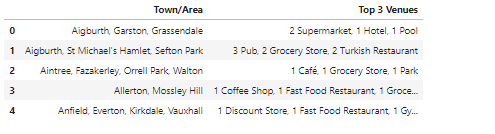 Town/Area Top 3 Venues
0 Aigburth, Garston, Grassendale 2 Supermarket, 1 Hotel, 1 Pool
1 Aigburth, St Michael's Hamlet, Sefton Park 3 Pub, 2 Grocery Store, 2 Turkish Restaurant
2 Aintree, Fazakerley, Orrell Park, Walton 1 Café, 1 Grocery Store, 1 Park
3 Allerton, Mossley Hill 1 Coffee Shop, 1 Fast Food Restaurant, 1 Groce...
4 Anfield, Everton, Kirkdale, Vauxhall 1 Discount Store, 1 Fast Food Restaurant, 1 Gy...